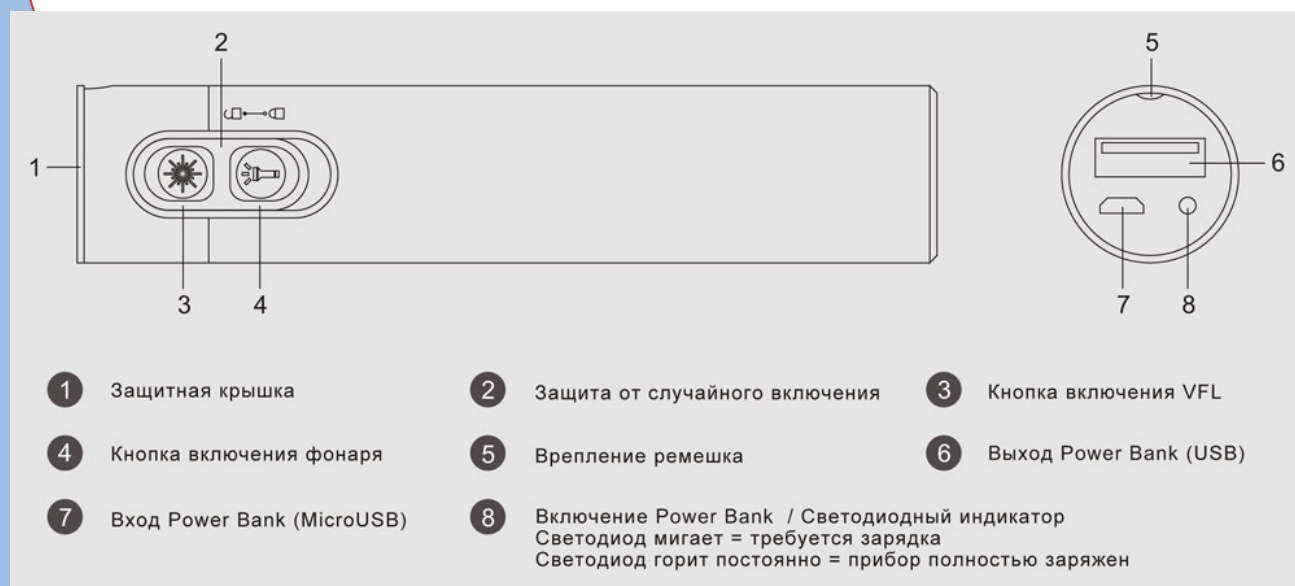 2
5
1
6
3
4
7
8
1 Защитная крышка
2 Защита от случайного включения
3 Кнопка включения VFL
4 Кнопка включения фонаря
5 Врепление ремешка
6 Выход Power Bank (USB)
7 Вход Power Bank (MicroUSB)
8 Включение Power Bank / Светодиодный индикатор
Светодиод мигает = требуется зарядка
Светодиод горит постоянно = прибор полностью заряжен